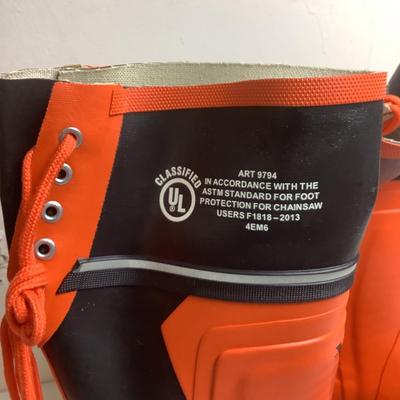 CLASSIFIED
UL
ART 9794
IN ACCORDANCE WITH THE
ASTM STANDARD FOR FOOT
PROTECTION FOR CHAINSAW
USERS F1818-2013
4EM6